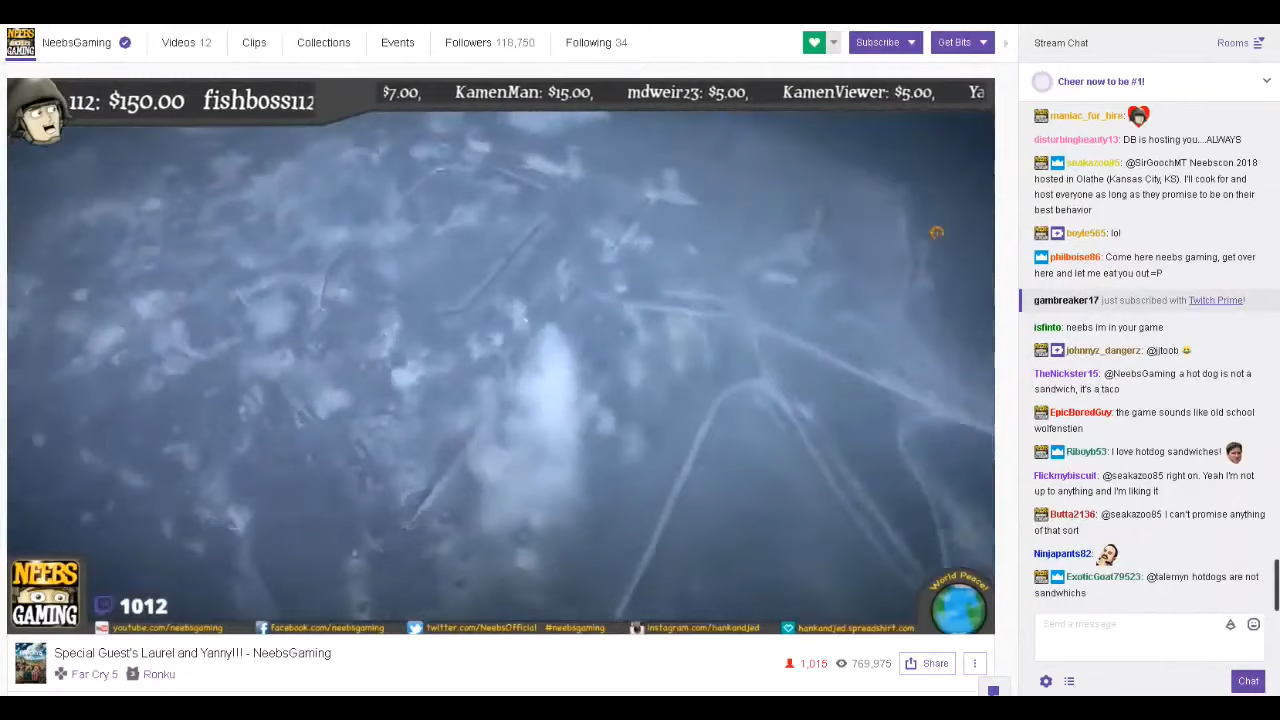 NeebsGaming
Videos 12
Clips
Collections
Events
Followers 118,750
Following 34
Subscribe
Get Bits
Stream Chat
Rooms
112: $150.00 fishboss112
$7.00, KamenMan: $15.00, mdweir23: $5.00, KamenViewer: $5.00, Ya
Cheer now to be #1!
maniac_for_hire:
disturbingbeauty13: DB is hosting you....ALWAYS
seakazoo85: @SirGoochMT Neebscon 2018
hosted in Olathe (Kansas City, KS). I'll cook for and
host everyone as long as they promise to be on their
best behavior
boyle565: lol
philboise86: Come here neebs gaming, get over
here and let me eat you out =P
gambreaker17 just subscribed with Twitch Prime!
isfinto: neebs im in your game
johnnyz_dangerz: @jjtoob
TheNickster15: @NeebsGaming a hot dog is not a
sandwich, it's a taco
EpicBoredGuy: the game sounds like old school
wolfenstien
Riboyb53: I love hotdog sandwiches!
Flickmybiscuit: @seakazoo85 right on. Yeah I'm not
up to anything and I'm liking it
Butta2136: @seakazoo85 I can't promise anything
of that sort
Ninjapants82:
ExoticGoat79523: @talemyn hotdogs are not
sandwhichs
Send a message
Chat
NEEBS
GAMING
1012
World Peace!
youtube.com/neebsgaming
facebook.com/neebsgaming
twitter.com/NeebsOfficial #neebsgaming
instagram.com/hankandjed
hankandjed.spreadshirt.com
Special Guest's Laurel and Yanny!!! - NeebsGaming
Far Cry 5
Ronku
1,015
769,975
Share